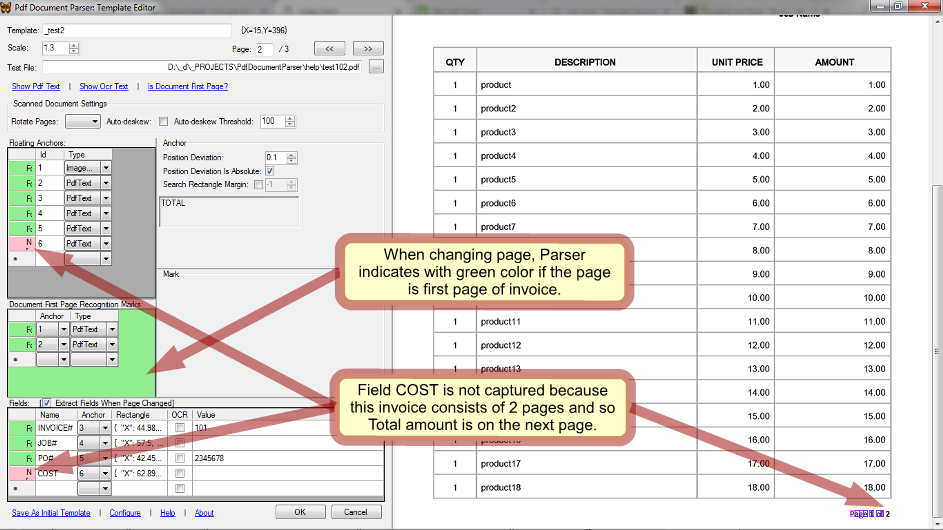 Pdf Document Parser: Template Editor
Template: _test2 {X=15,Y=396}
Scale: 1.3 Page: 2 / 3 << >>
Test File: D:\_d\_PROJECTS\PdfDocumentParser\help\test102.pdf ...
Show Pdf Text Show Ocr Text Is Document First Page?
Scanned Document Settings
Rotate Pages: Auto-deskew: Auto-deskew Threshold: 100
Floating Anchors:
Id Type
F 1 Image...
F 2 PdfText
F 3 PdfText
F 4 PdfText
F 5 PdfText
N 6 PdfText
*
Anchor
Position Deviation: 0.1
Position Deviation Is Absolute:
Search Rectangle Margin: -1
TOTAL
Mark
Document First Page Recognition Marks:
Anchor Type
F 1 PdfText
F 2 PdfText
*
Fields: Extract Fields When Page Changed]
Name Anchor Rectangle OCR Value
F INVOICE# 3 { "X": 44.98... 101
F JOB# 4 { "X": 57.5,
F PO# 5 { "X": 42.45... 2345678
N COST 6 { "X": 62.89...
*
Save As Initial Template Configure Help About OK Cancel
When changing page, Parser
indicates with green color if the page
is first page of invoice.
Field COST is not captured because
this invoice consists of 2 pages and so
Total amount is on the next page.
Job Name
QTY DESCRIPTION UNIT PRICE AMOUNT
1 product 1.00 1.00
1 product2 2.00 2.00
1 product3 3.00 3.00
1 product4 4.00 4.00
1 product5 5.00 5.00
1 product6 6.00 6.00
1 product7 7.00 7.00
8.00 8.00
9.00 9.00
10.00 10.00
1 product11 11.00 11.00
1 product12 12.00 12.00
1 product13 13.00 13.00
14.00 14.00
15.00 15.00
16.00 16.00
1 product17 17.00 17.00
1 product18 18.00 18.00
Page 1 of 2